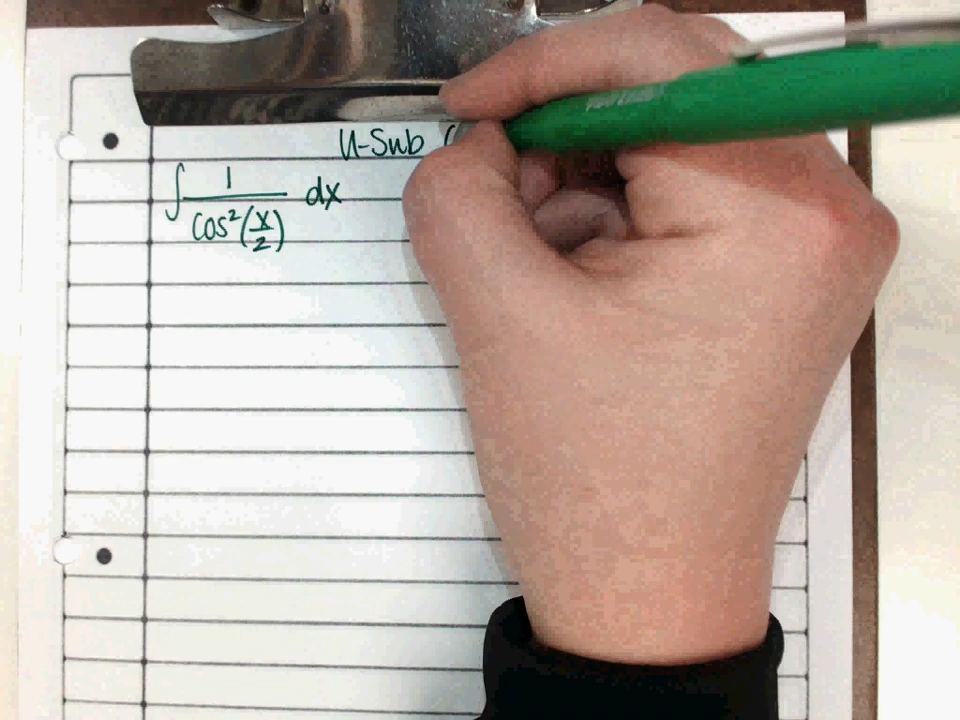 U-Sub (
∫ 1/cos²(x/2) dx